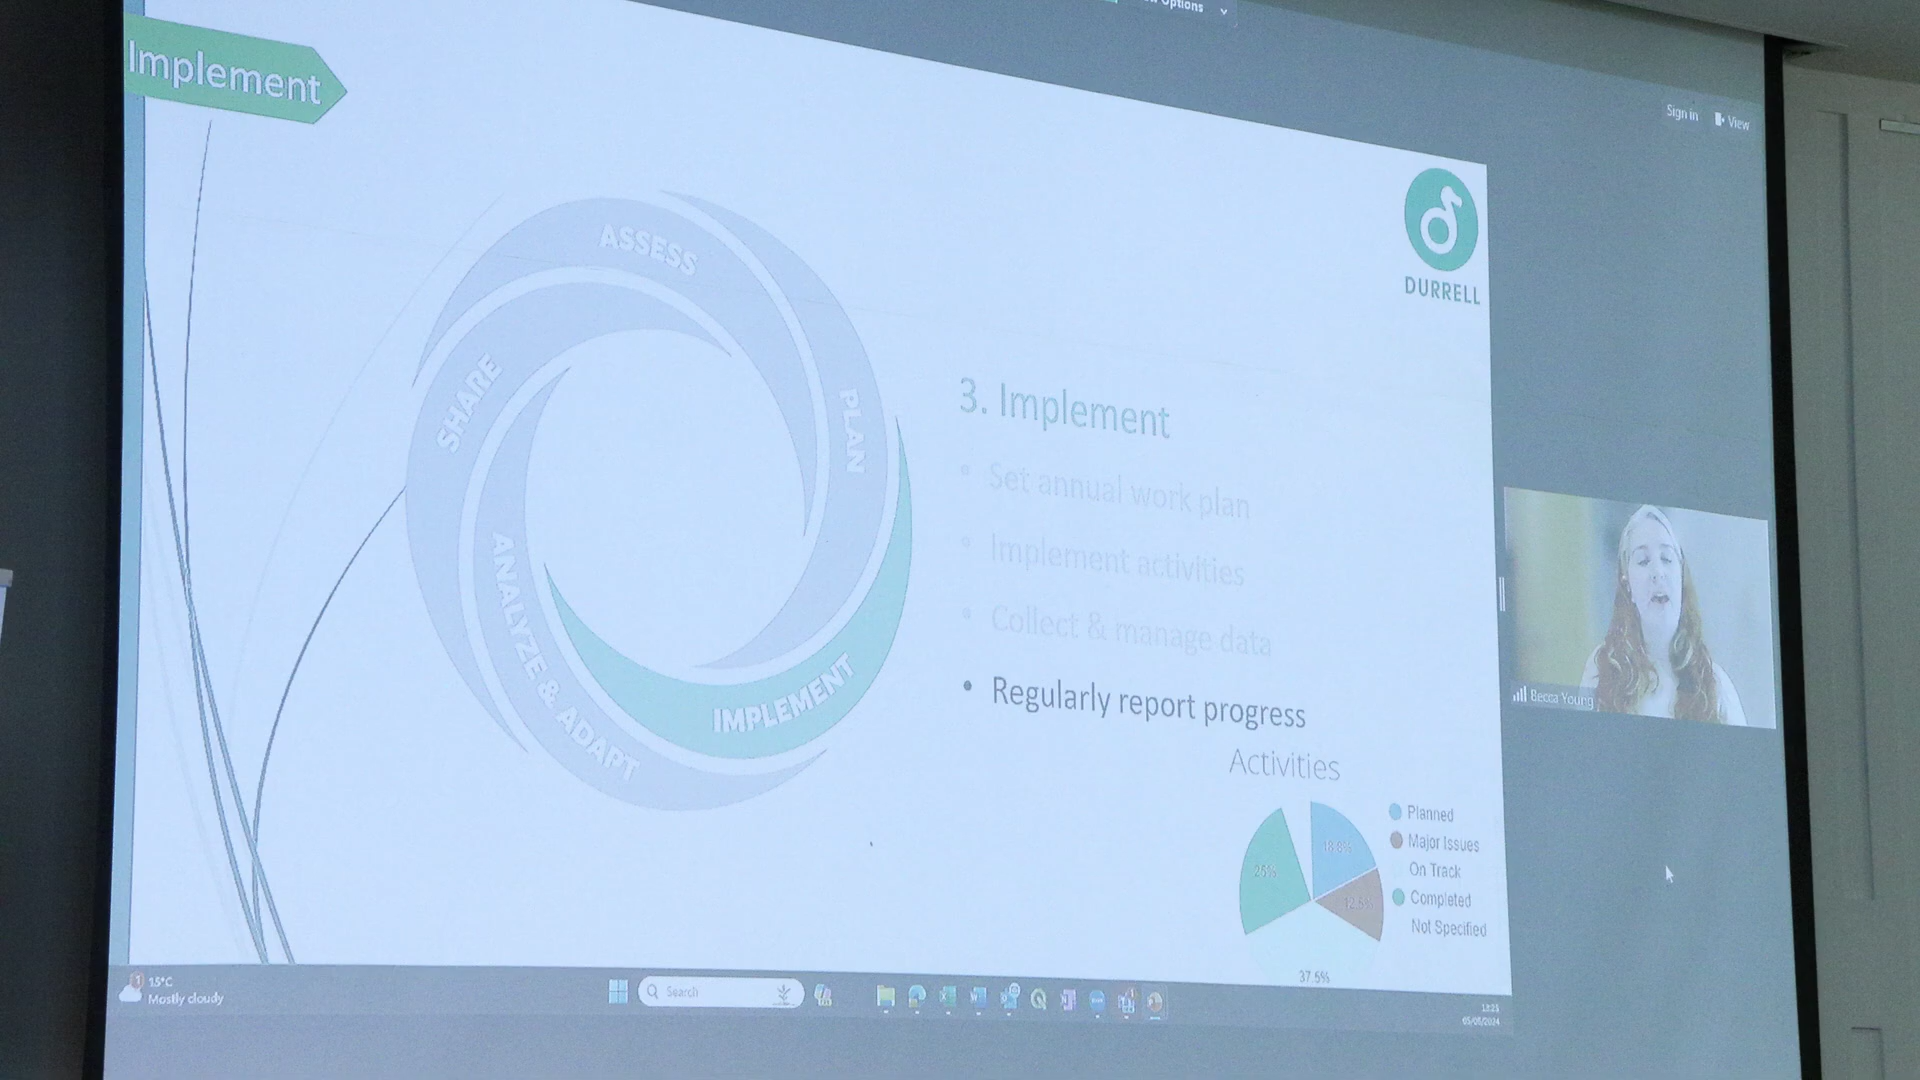 Options
Implement
Sign in
View
DURRELL
ASSESS
PLAN
SHARE
ANALYZE & ADAPT
IMPLEMENT
3. Implement
• Set annual work plan
• Implement activities
• Collect & manage data
• Regularly report progress
Becca Young
Activities
18.8%
12.5%
25%
37.5%
Planned
Major Issues
On Track
Completed
Not Specified
1
15°C
Mostly cloudy
Search